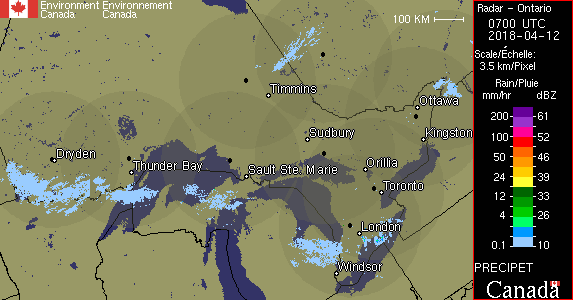 Environment Environnement
Canada Canada
100 KM
Timmins
Ottawa
Sudbury
Kingston
Dryden
Thunder Bay
Sault Ste. Marie
Orillia
Toronto
London
Windsor
Radar - Ontario
0700 UTC
2018-04-12
Scale/Échelle:
3.5 km/Pixel
Rain/Pluie
mm/hr dBZ
200 61
100 52
50 46
24 39
12 33
4 26
0.1 10
PRECIPET
Canada